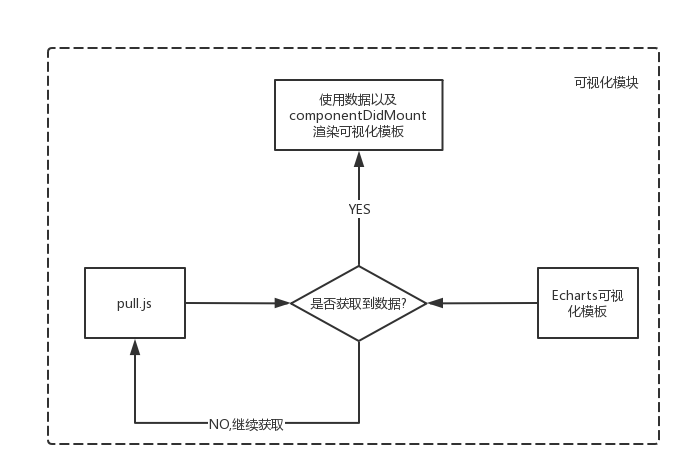 可视化模块
使用数据以及
componentDidMount
渲染可视化模板
YES
pull.js
是否获取到数据?
Echarts可视
化模板
NO,继续获取